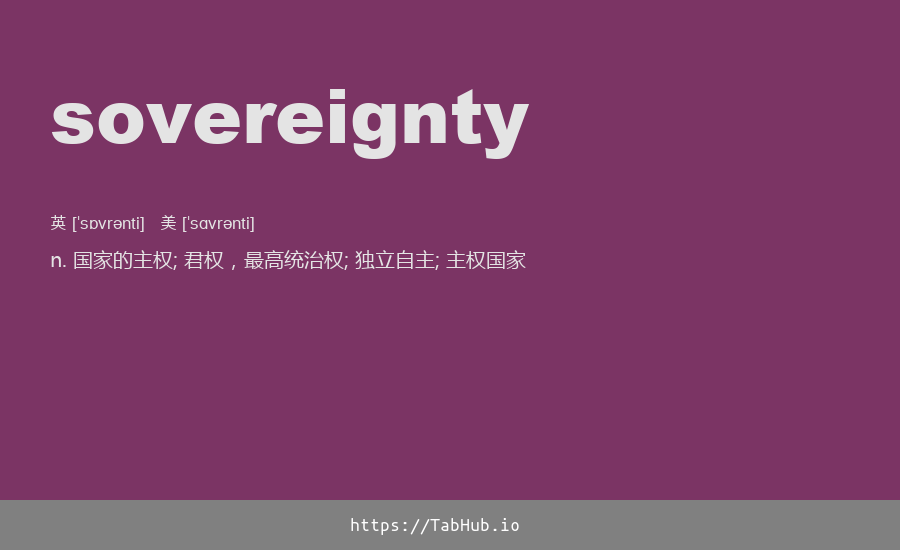 sovereignty
英 [ˈsɒvrənti] 美 [ˈsɑvrənti]
n. 国家的主权; 君权，最高统治权; 独立自主; 主权国家
https://TabHub.io